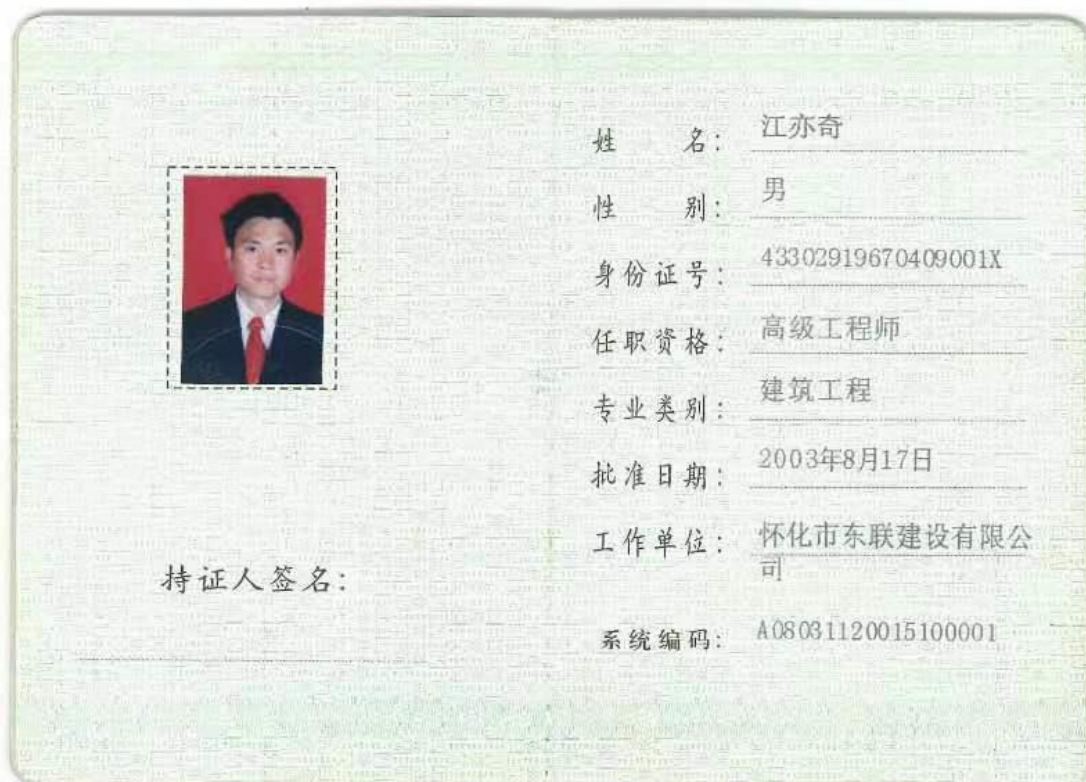 姓 名： 江亦奇
性 别： 男
身份证号： 43302919670409001X
任职资格： 高级工程师
专业类别： 建筑工程
批准日期： 2003年8月17日
工作单位： 怀化市东联建设有限公
司
持证人签名：
系统编码： A08031120015100001